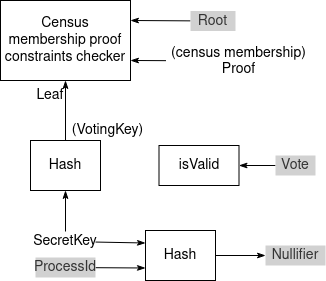 Census
membership proof
constraints checker
Root
(census membership)
Proof
Leaf
(VotingKey)
Hash
isValid
Vote
SecretKey
ProcessId
Hash
Nullifier